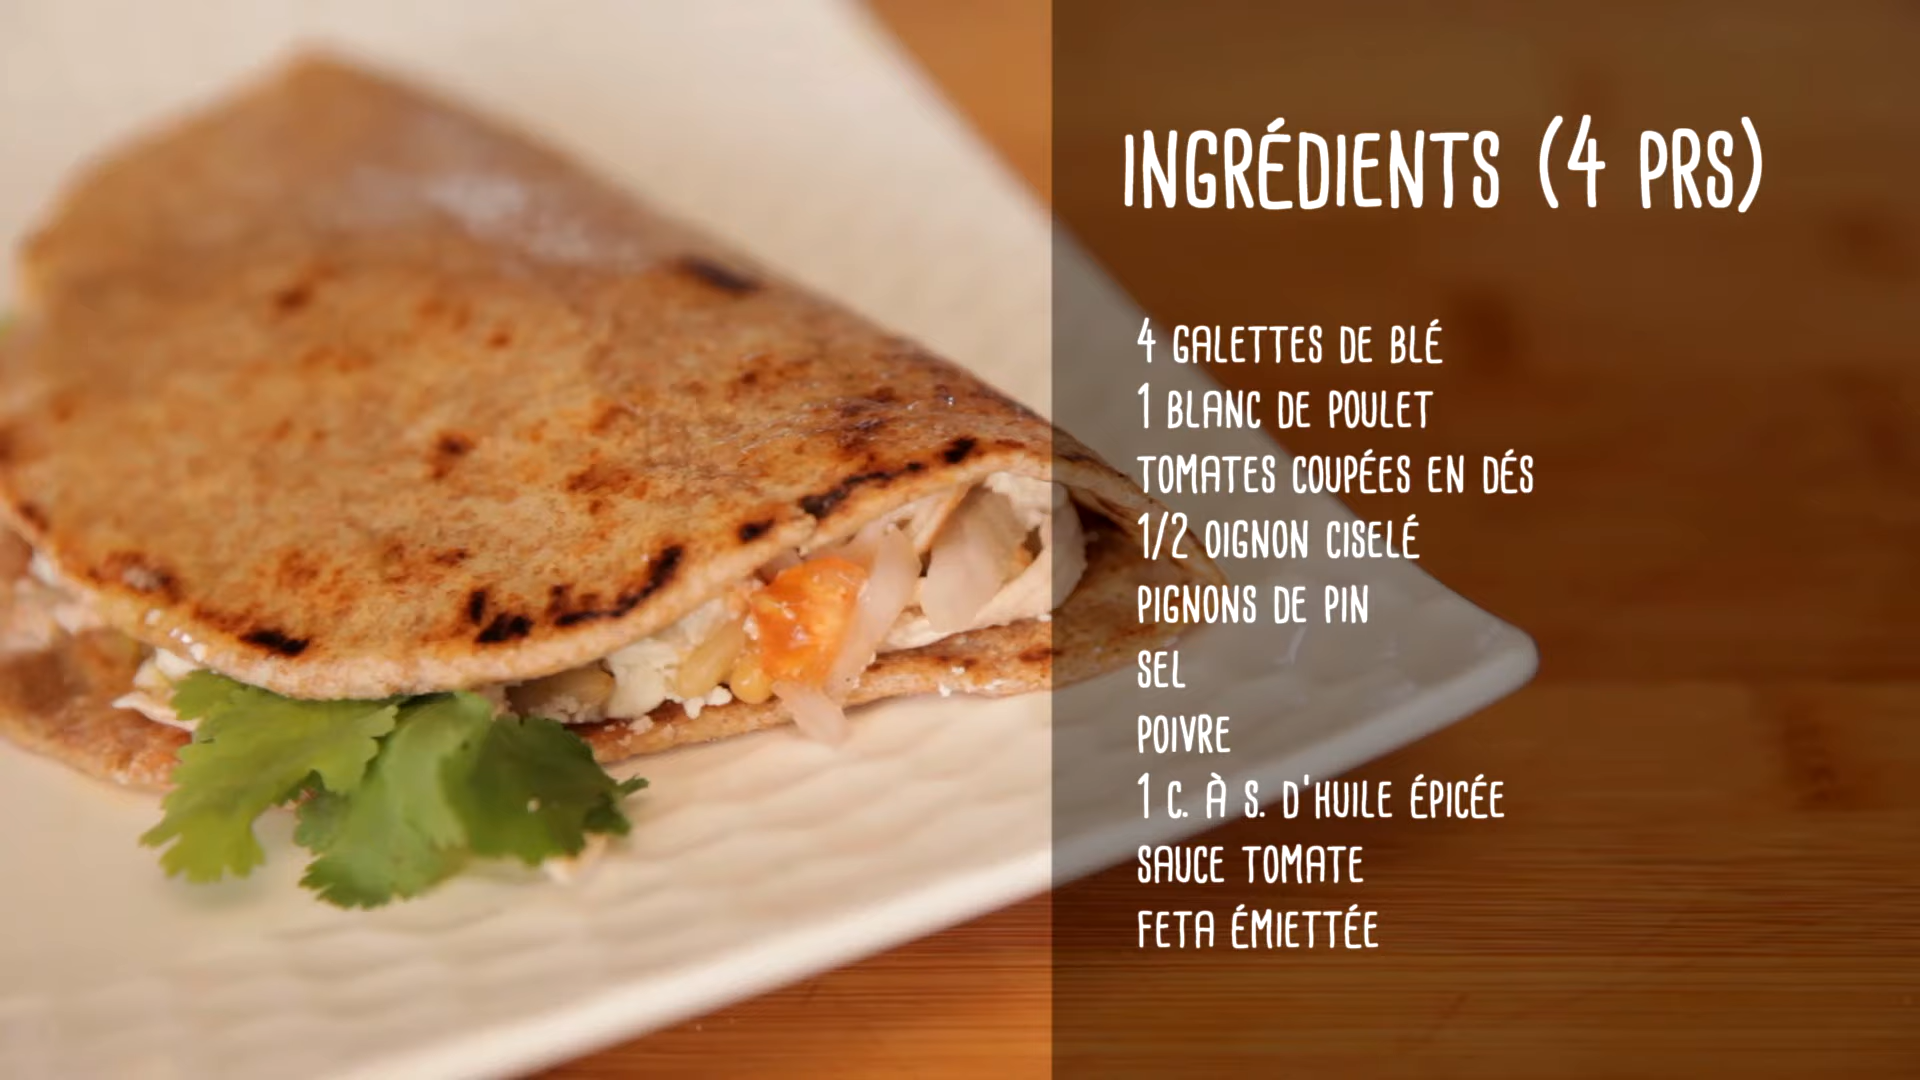 INGRÉDIENTS (4 PRS)
4 GALETTES DE BLÉ
1 BLANC DE POULET
TOMATES COUPÉES EN DÉS
1/2 OIGNON CISELÉ
PIGNONS DE PIN
SEL
POIVRE
1 C. À S. D'HUILE ÉPICÉE
SAUCE TOMATE
FETA ÉMIETTÉE